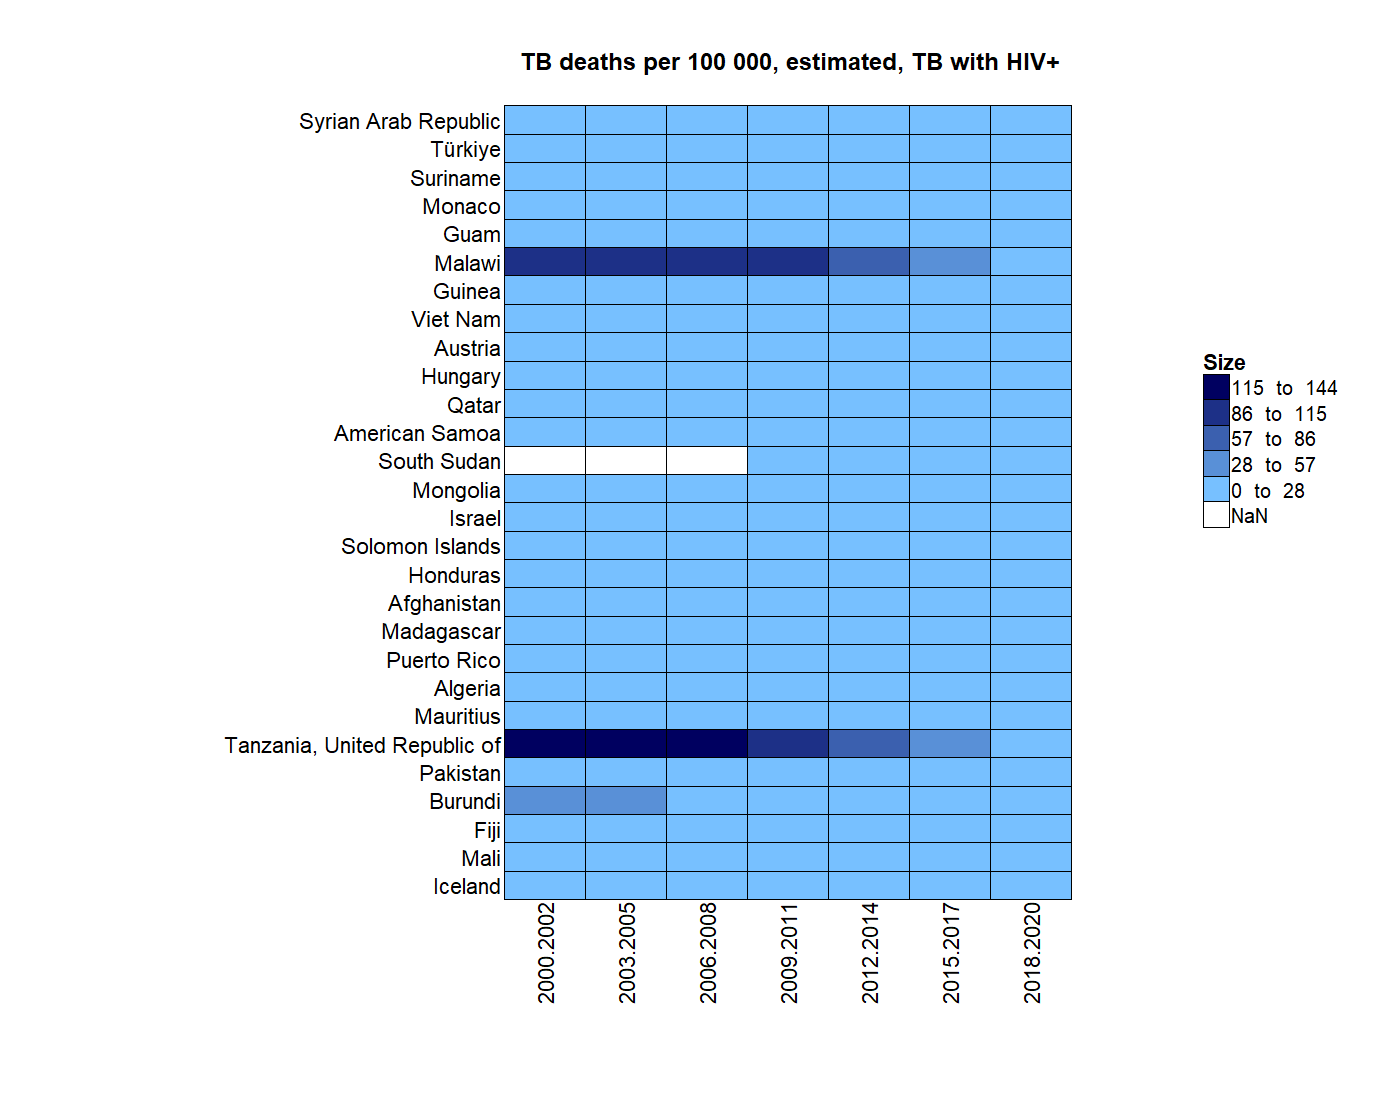 TB deaths per 100 000, estimated, TB with HIV+
Syrian Arab Republic
Türkiye
Suriname
Monaco
Guam
Malawi
Guinea
Viet Nam
Austria
Hungary
Qatar
American Samoa
South Sudan
Mongolia
Israel
Solomon Islands
Honduras
Afghanistan
Madagascar
Puerto Rico
Algeria
Mauritius
Tanzania, United Republic of
Pakistan
Burundi
Fiji
Mali
Iceland
2000.2002
2003.2005
2006.2008
2009.2011
2012.2014
2015.2017
2018.2020
Size
115 to 144
86 to 115
57 to 86
28 to 57
0 to 28
NaN